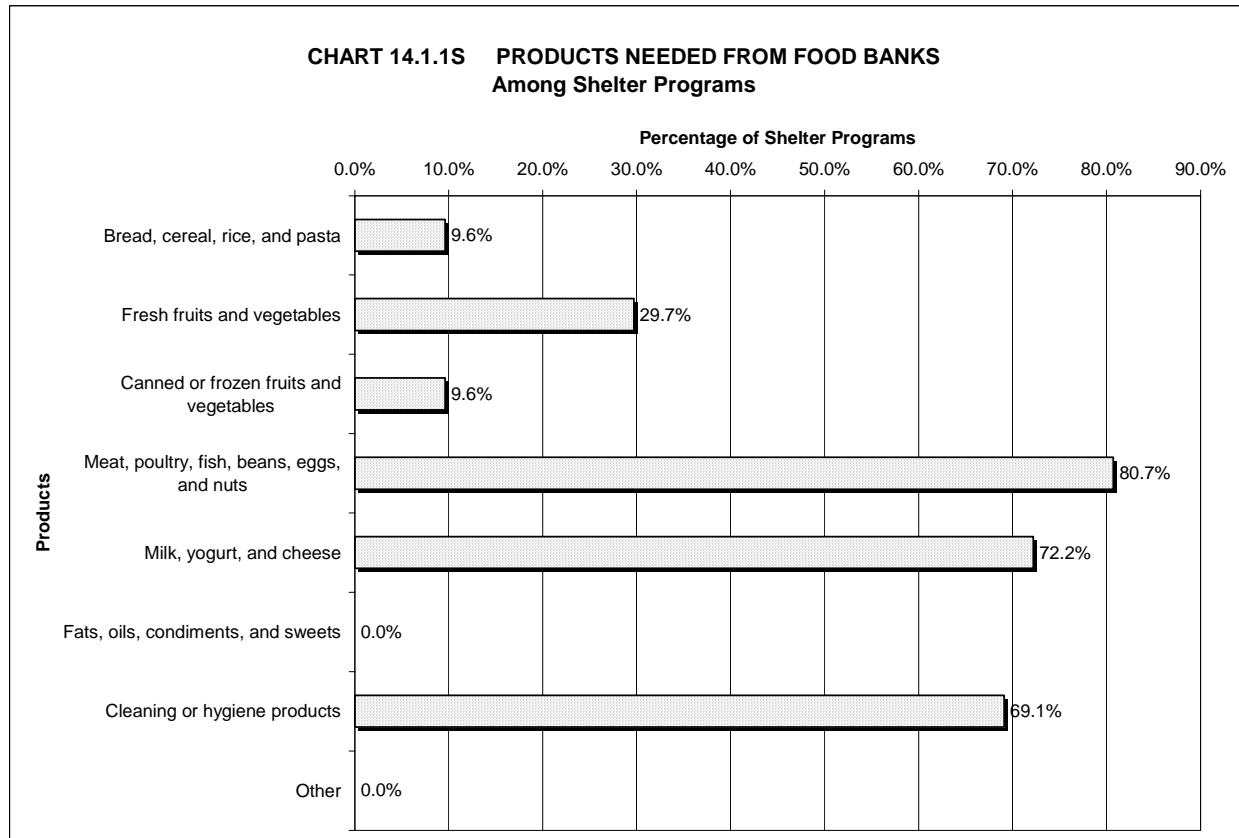 CHART 14.1.1S PRODUCTS NEEDED FROM FOOD BANKS
Among Shelter Programs
Percentage of Shelter Programs
0.0% 10.0% 20.0% 30.0% 40.0% 50.0% 60.0% 70.0% 80.0% 90.0%
Bread, cereal, rice, and pasta 9.6%
Fresh fruits and vegetables 29.7%
Canned or frozen fruits and
vegetables 9.6%
Meat, poultry, fish, beans, eggs,
and nuts 80.7%
Milk, yogurt, and cheese 72.2%
Fats, oils, condiments, and sweets 0.0%
Cleaning or hygiene products 69.1%
Other 0.0%
Products